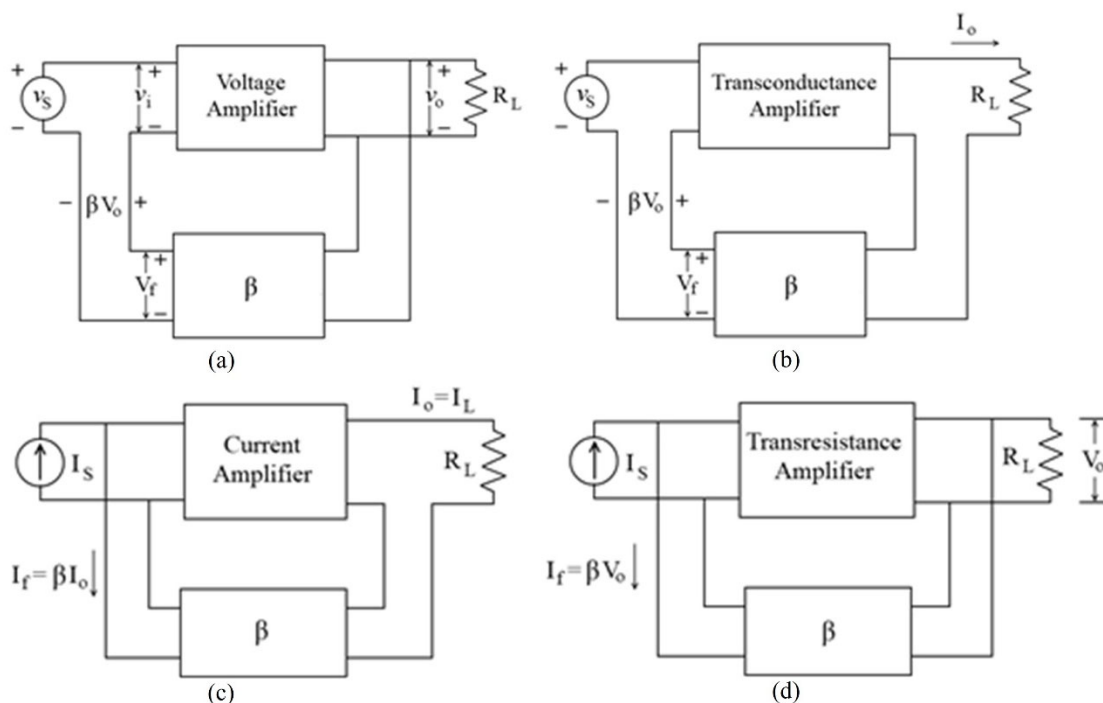 +
v_S
−
v_i
+
−
Voltage
Amplifier
+
v_o
−
R_L
− βV_o +
+
V_f
−
β
(a)
I_o
+
v_S
−
Transconductance
Amplifier
R_L
− βV_o +
+
V_f
−
β
(b)
I_S
Current
Amplifier
I_o=I_L
R_L
I_f=βI_o
β
(c)
I_S
Transresistance
Amplifier
R_L
V_o
I_f=βV_o
β
(d)